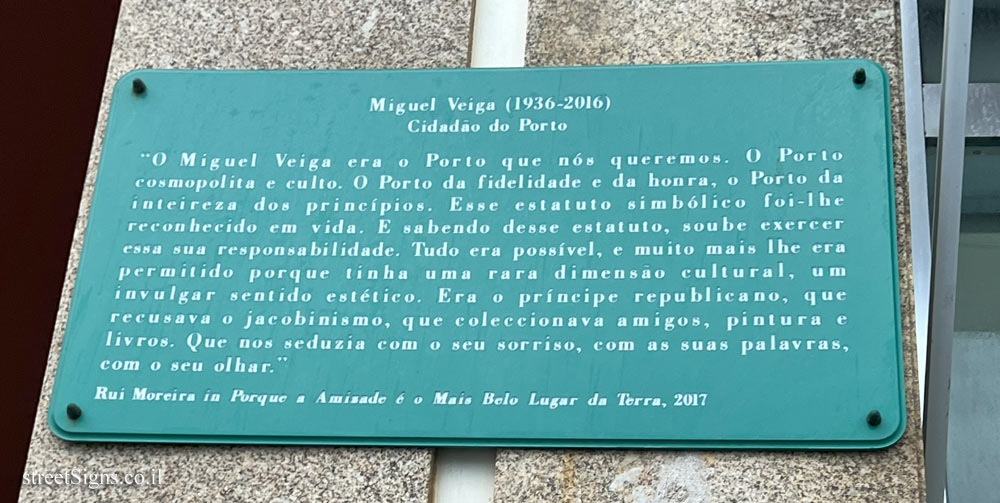 Miguel Veiga (1936-2016)
Cidadão do Porto
"O Miguel Veiga era o Porto que nós queremos. O Porto
cosmopolita e culto. O Porto da fidelidade e da honra, o Porto da
inteireza dos princípios. Esse estatuto simbólico foi-lhe
reconhecido em vida. E sabendo desse estatuto, soube exercer
essa sua responsabilidade. Tudo era possível, e muito mais lhe era
permitido porque tinha uma rara dimensão cultural, um
invulgar sentido estético. Era o príncipe republicano, que
recusava o jacobinismo, que coleccionava amigos, pintura e
livros. Que nos seduzia com o seu sorriso, com as suas palavras,
com o seu olhar."
Rui Moreira in Porque a Amizade é o Mais Belo Lugar da Terra, 2017
streetSigns.co.il